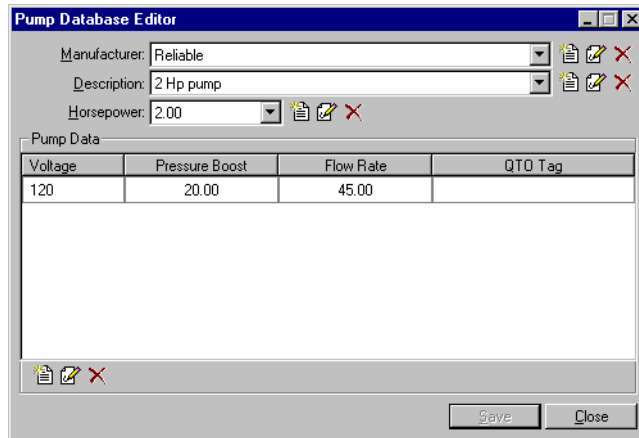 Pump Database Editor
Manufacturer: Reliable
Description: 2 Hp pump
Horsepower: 2.00
Pump Data
Voltage Pressure Boost Flow Rate QTO Tag
120 20.00 45.00
Save Close